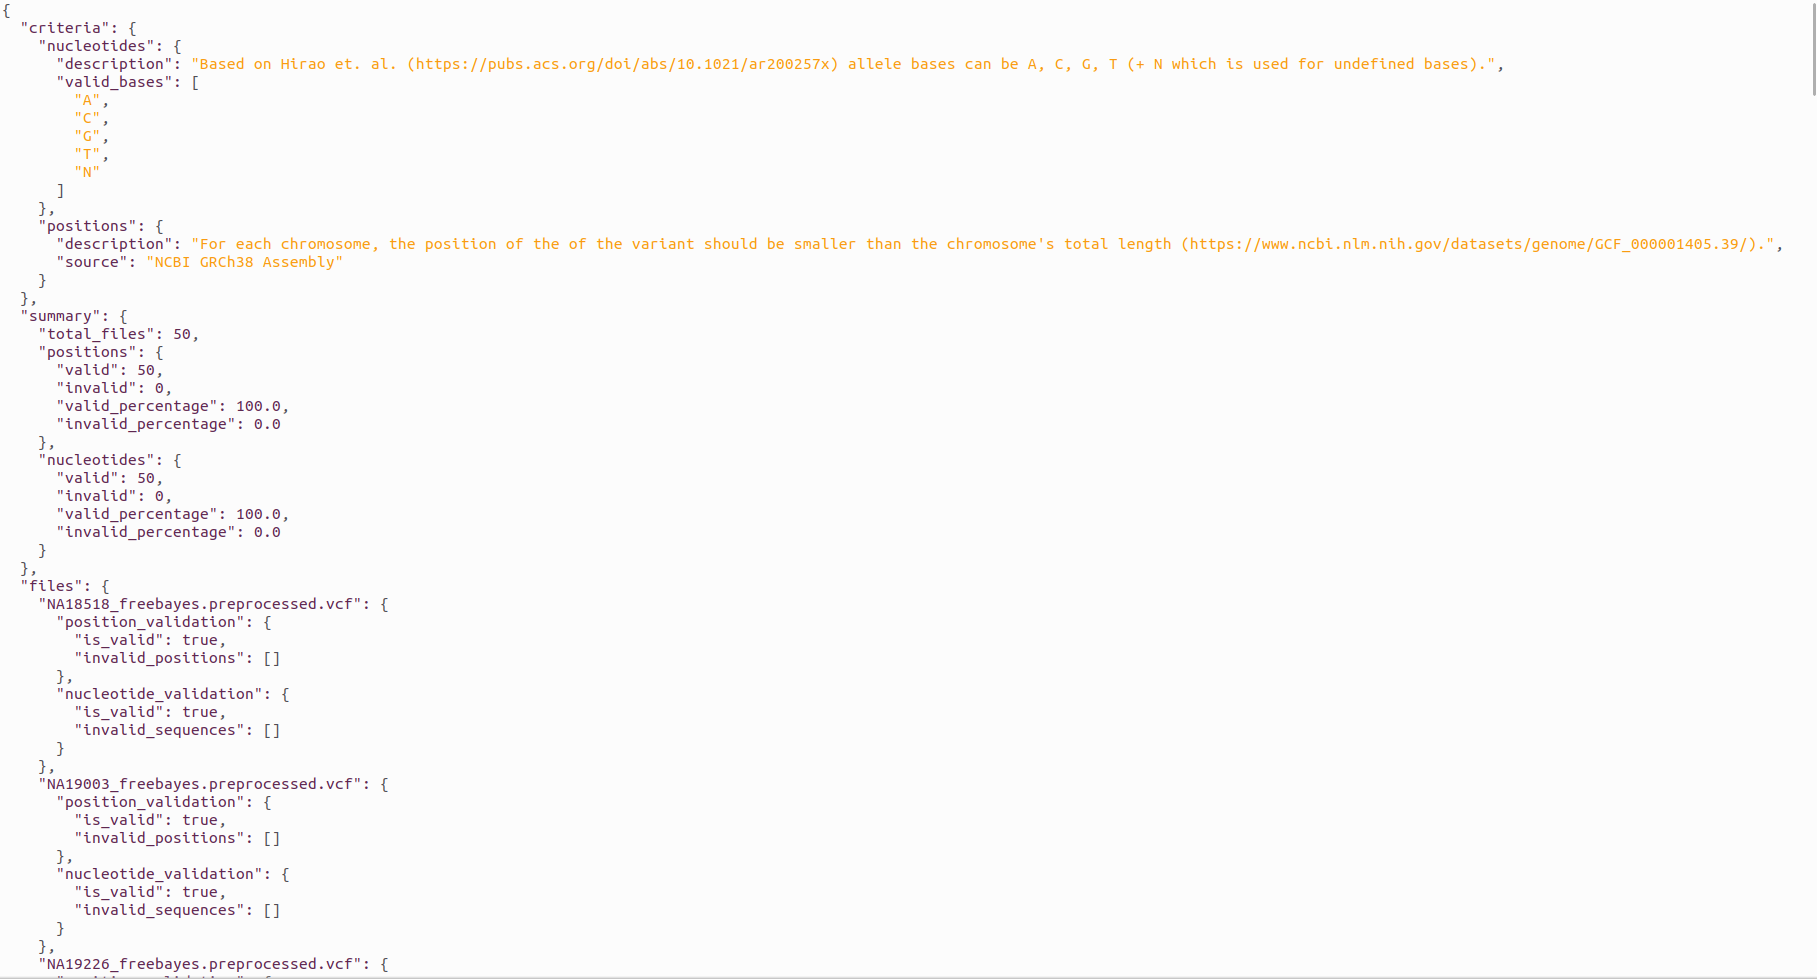 {
  "criteria": {
    "nucleotides": {
      "description": "Based on Hirao et. al. (https://pubs.acs.org/doi/abs/10.1021/ar200257x) allele bases can be A, C, G, T (+ N which is used for undefined bases).",
      "valid_bases": [
        "A",
        "C",
        "G",
        "T",
        "N"
      ]
    },
    "positions": {
      "description": "For each chromosome, the position of the of the variant should be smaller than the chromosome's total length (https://www.ncbi.nlm.nih.gov/datasets/genome/GCF_000001405.39/).",
      "source": "NCBI GRCh38 Assembly"
    }
  },
  "summary": {
    "total_files": 50,
    "positions": {
      "valid": 50,
      "invalid": 0,
      "valid_percentage": 100.0,
      "invalid_percentage": 0.0
    },
    "nucleotides": {
      "valid": 50,
      "invalid": 0,
      "valid_percentage": 100.0,
      "invalid_percentage": 0.0
    }
  },
  "files": {
    "NA18518_freebayes.preprocessed.vcf": {
      "position_validation": {
        "is_valid": true,
        "invalid_positions": []
      },
      "nucleotide_validation": {
        "is_valid": true,
        "invalid_sequences": []
      }
    },
    "NA19003_freebayes.preprocessed.vcf": {
      "position_validation": {
        "is_valid": true,
        "invalid_positions": []
      },
      "nucleotide_validation": {
        "is_valid": true,
        "invalid_sequences": []
      }
    },
    "NA19226_freebayes.preprocessed.vcf": {